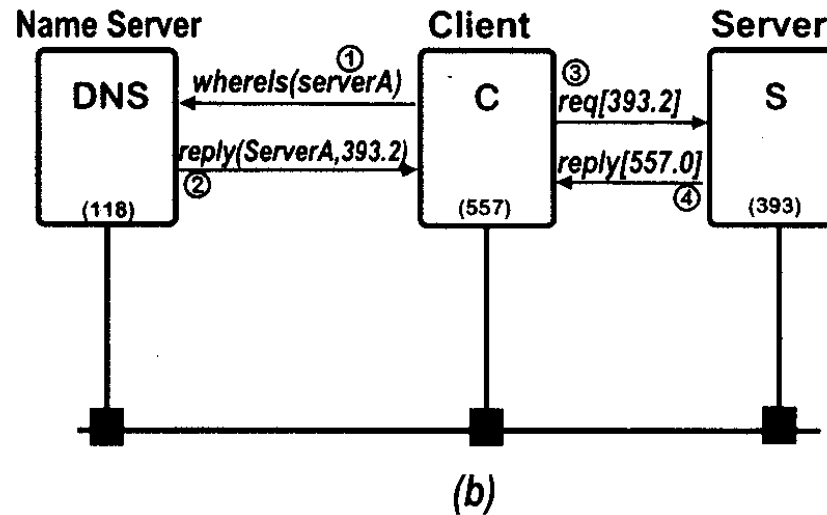 Name Server
Client
Server
①
whereIs(serverA)
③
DNS
C
req[393.2]
S
reply(ServerA,393.2)
reply[557.0]
②
④
(118)
(557)
(393)
(b)